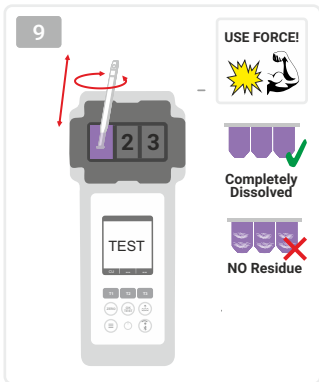 9
USE FORCE!
2 3
Completely
Dissolved
TEST
NO Residue